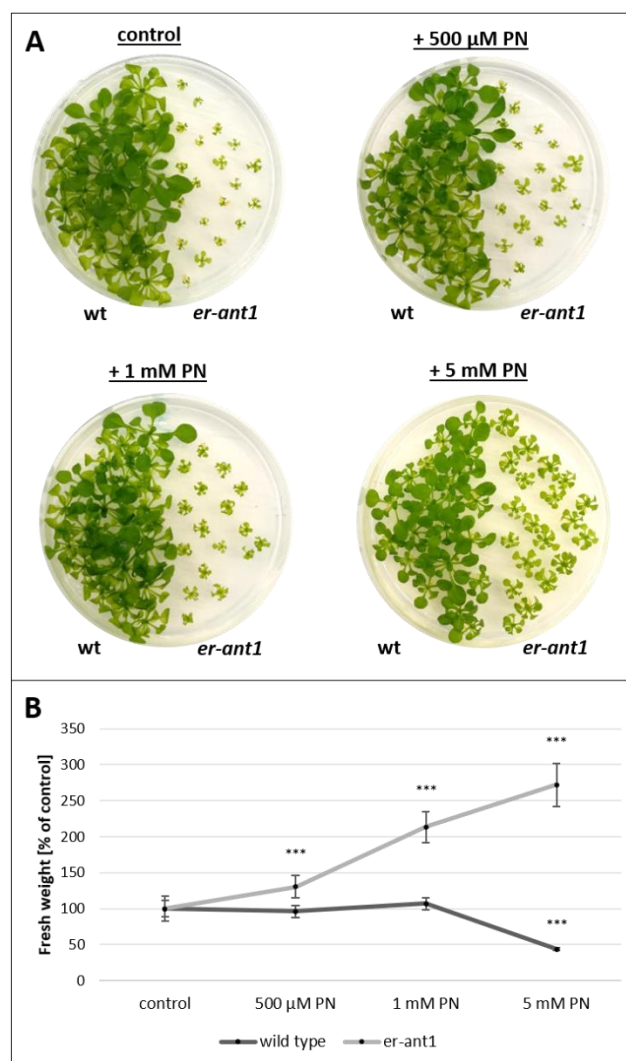 A
control
+ 500 µM PN
wt er-ant1
wt er-ant1
+ 1 mM PN
+ 5 mM PN
wt er-ant1
wt er-ant1
B
Fresh weight [% of control]
350
300
250
200
150
100
50
0
***
***
***
***
control 500 µM PN 1 mM PN 5 mM PN
wild type er-ant1